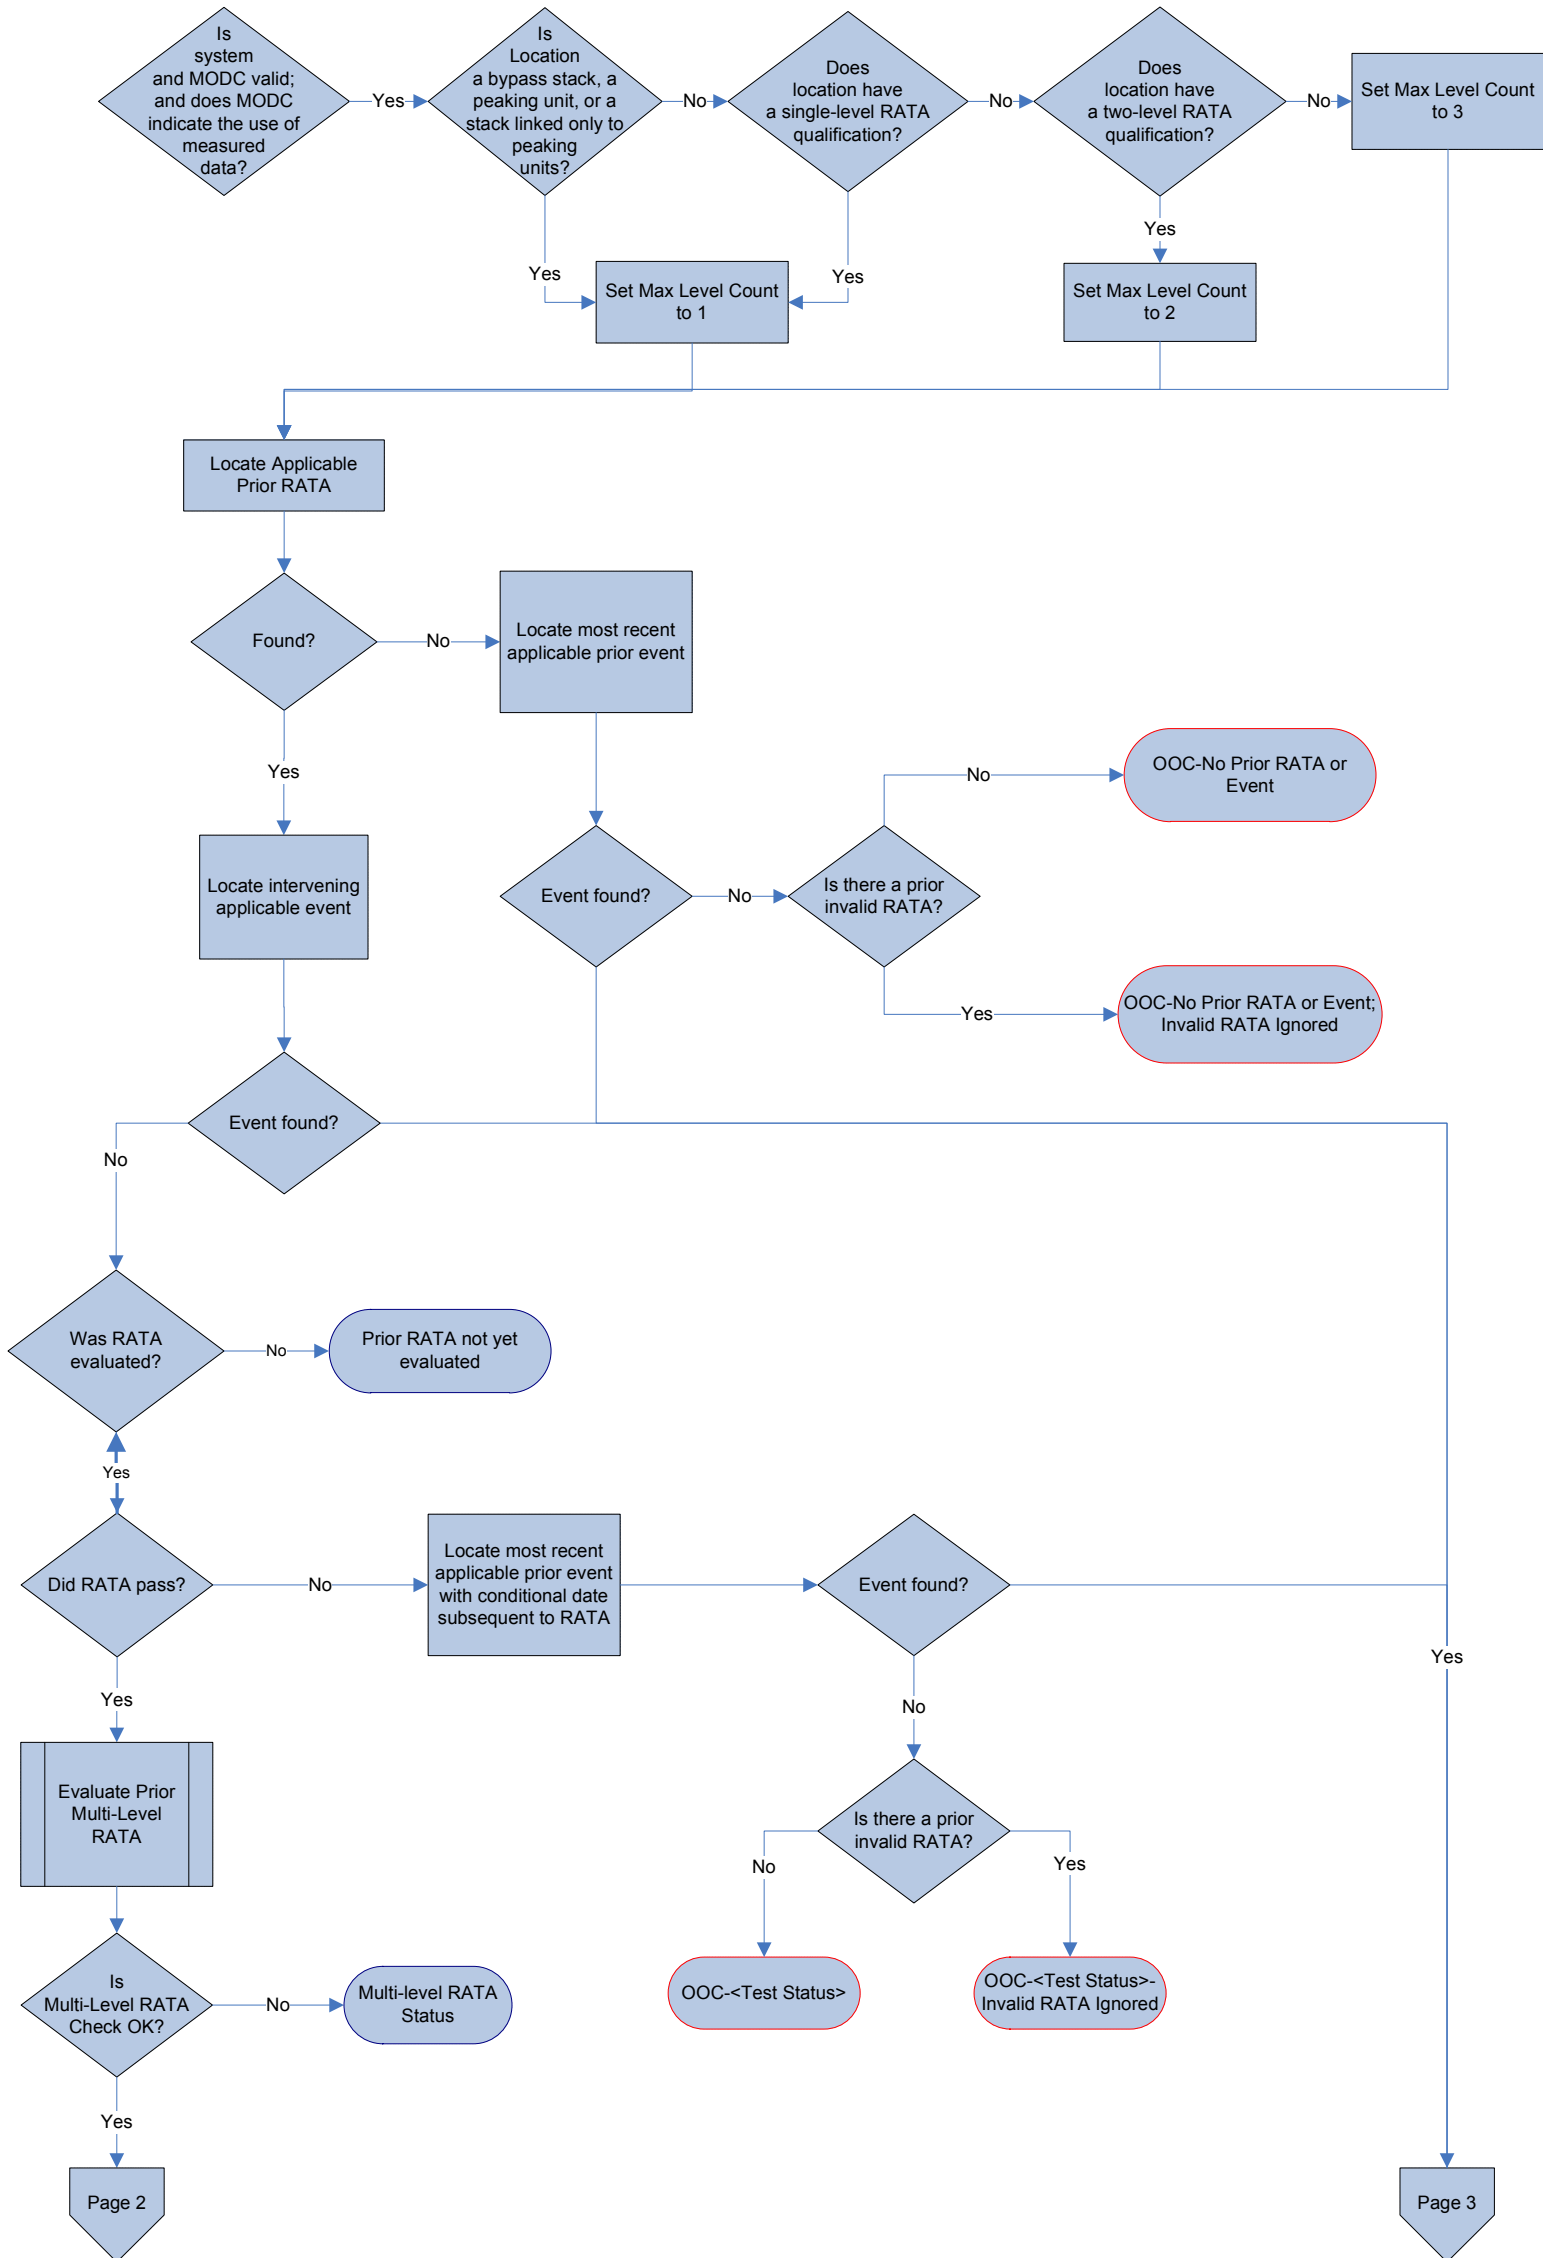 Is
system
and MODC valid;
and does MODC
indicate the use of
measured
data?
Yes
Is
Location
a bypass stack, a
peaking unit, or a
stack linked only to
peaking
units?
No
Does
location have
a single-level RATA
qualification?
No
Does
location have
a two-level RATA
qualification?
No
Set Max Level Count
to 3
Yes
Yes
Yes
Set Max Level Count
to 1
Set Max Level Count
to 2
Locate Applicable
Prior RATA
Found?
No
Locate most recent
applicable prior event
Yes
No
OOC-No Prior RATA or
Event
Locate intervening
applicable event
Event found?
No
Is there a prior
invalid RATA?
Yes
OOC-No Prior RATA or Event;
Invalid RATA Ignored
Event found?
No
Was RATA
evaluated?
No
Prior RATA not yet
evaluated
Yes
Did RATA pass?
No
Locate most recent
applicable prior event
with conditional date
subsequent to RATA
Event found?
Yes
Yes
No
Evaluate Prior
Multi-Level
RATA
Is there a prior
invalid RATA?
No
Yes
Is
Multi-Level RATA
Check OK?
No
Multi-level RATA
Status
OOC-<Test Status>
OOC-<Test Status>-
Invalid RATA Ignored
Yes
Page 2
Page 3